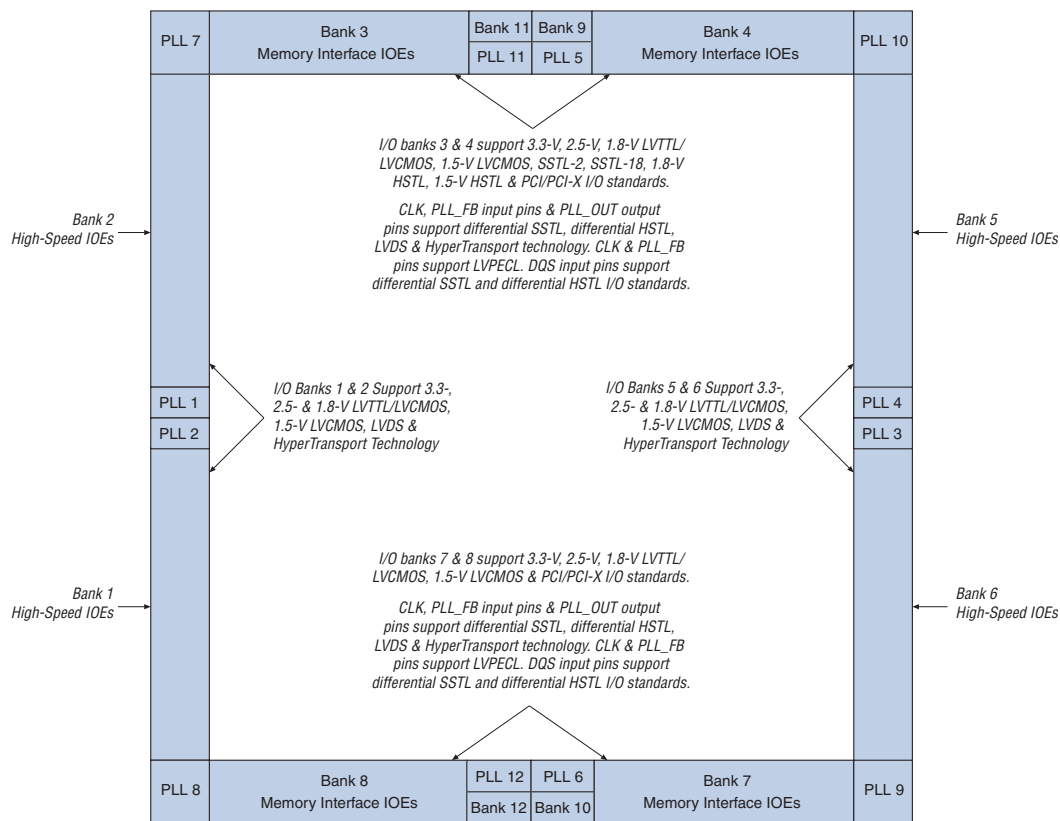 PLL 7
Bank 3
Memory Interface IOEs
Bank 11
Bank 9
PLL 11
PLL 5
Bank 4
Memory Interface IOEs
PLL 10
I/O banks 3 & 4 support 3.3-V, 2.5-V, 1.8-V LVTTL/
LVCMOS, 1.5-V LVCMOS, SSTL-2, SSTL-18, 1.8-V
HSTL, 1.5-V HSTL & PCI/PCI-X I/O standards.
CLK, PLL_FB input pins & PLL_OUT output
pins support differential SSTL, differential HSTL,
LVDS & HyperTransport technology. CLK & PLL_FB
pins support LVPECL. DQS input pins support
differential SSTL and differential HSTL I/O standards.
Bank 2
High-Speed IOEs
Bank 5
High-Speed IOEs
PLL 1
PLL 2
I/O Banks 1 & 2 Support 3.3-,
2.5- & 1.8-V LVTTL/LVCMOS,
1.5-V LVCMOS, LVDS &
HyperTransport Technology
I/O Banks 5 & 6 Support 3.3-,
2.5- & 1.8-V LVTTL/LVCMOS,
1.5-V LVCMOS, LVDS &
HyperTransport Technology
PLL 4
PLL 3
I/O banks 7 & 8 support 3.3-V, 2.5-V, 1.8-V LVTTL/
LVCMOS, 1.5-V LVCMOS & PCI/PCI-X I/O standards.
CLK, PLL_FB input pins & PLL_OUT output
pins support differential SSTL, differential HSTL,
LVDS & HyperTransport technology. CLK & PLL_FB
pins support LVPECL. DQS input pins support
differential SSTL and differential HSTL I/O standards.
Bank 1
High-Speed IOEs
Bank 6
High-Speed IOEs
PLL 8
Bank 8
Memory Interface IOEs
PLL 12
PLL 6
Bank 12
Bank 10
Bank 7
Memory Interface IOEs
PLL 9